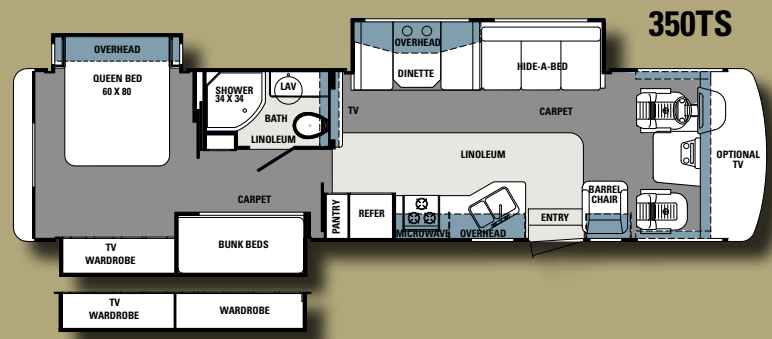 350TS
OVERHEAD
QUEEN BED
60 X 80
SHOWER
34 X 34
LAV
BATH
LINOLEUM
OVERHEAD
DINETTE
HIDE-A-BED
TV
CARPET
LINOLEUM
OPTIONAL
TV
CARPET
PANTRY
REFER
MICROWAVE
OVERHEAD
ENTRY
BARREL
CHAIR
TV
WARDROBE
BUNK BEDS
TV
WARDROBE
WARDROBE